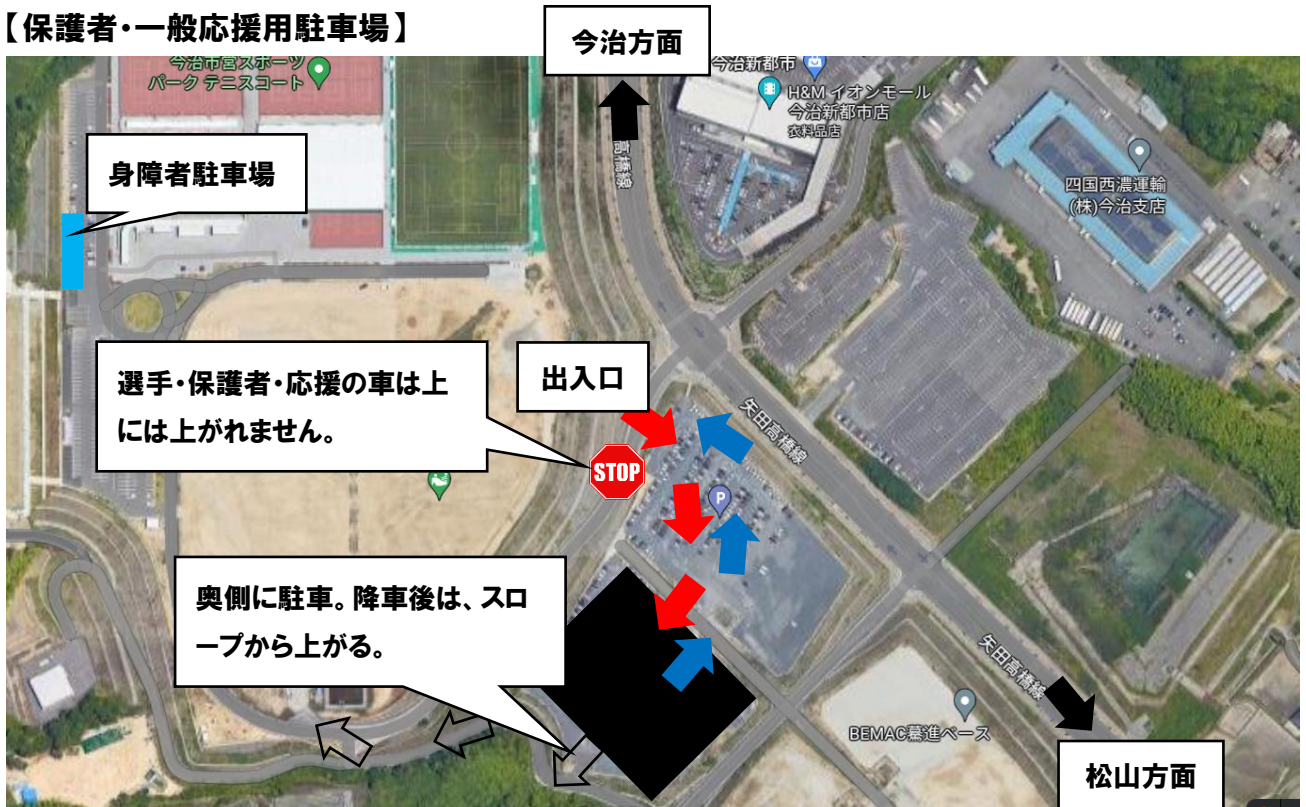 【保護者・一般応援用駐車場】
今治方面
今治市営スポーツ
パーク テニスコート
今治新都市
H&M イオンモール
今治新都市店
衣料品店
高橋線
身障者駐車場
四国西濃運輸
(株)今治支店
選手・保護者・応援の車は上
には上がれません。
出入口
矢田高橋線
STOP
P
奥側に駐車。降車後は、スロ
ープから上がる。
矢田高橋線
BEMAC驀進ベース
松山方面